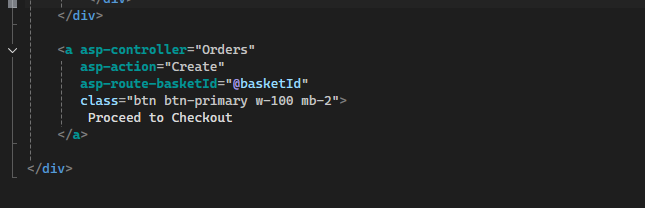 </div>
</div>
<a asp-controller="Orders"
asp-action="Create"
asp-route-basketId="@basketId"
class="btn btn-primary w-100 mb-2">
Proceed to Checkout
</a>
</div>